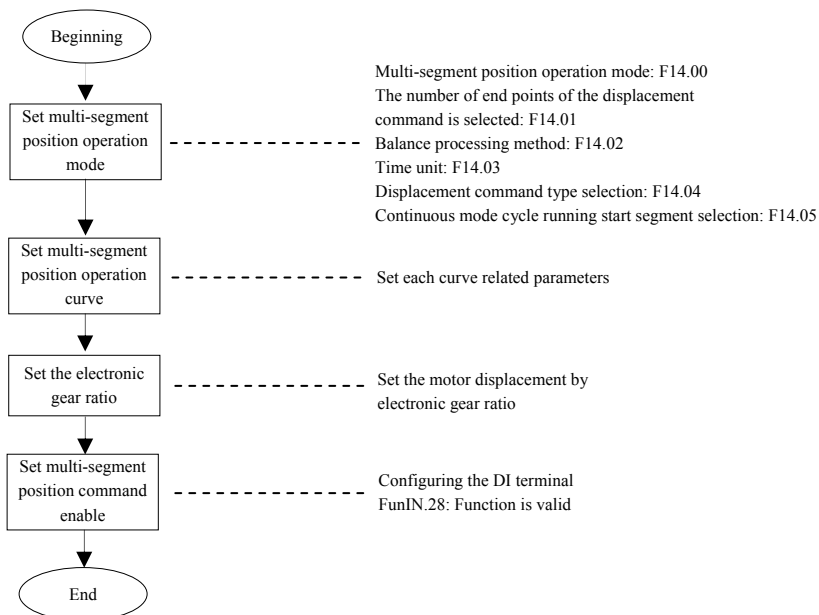 Beginning
Set multi-segment
position operation
mode
Multi-segment position operation mode: F14.00
The number of end points of the displacement
command is selected: F14.01
Balance processing method: F14.02
Time unit: F14.03
Displacement command type selection: F14.04
Continuous mode cycle running start segment selection: F14.05
Set multi-segment
position operation
curve
Set each curve related parameters
Set the electronic
gear ratio
Set the motor displacement by
electronic gear ratio
Set multi-segment
position command
enable
Configuring the DI terminal
FunIN.28: Function is valid
End